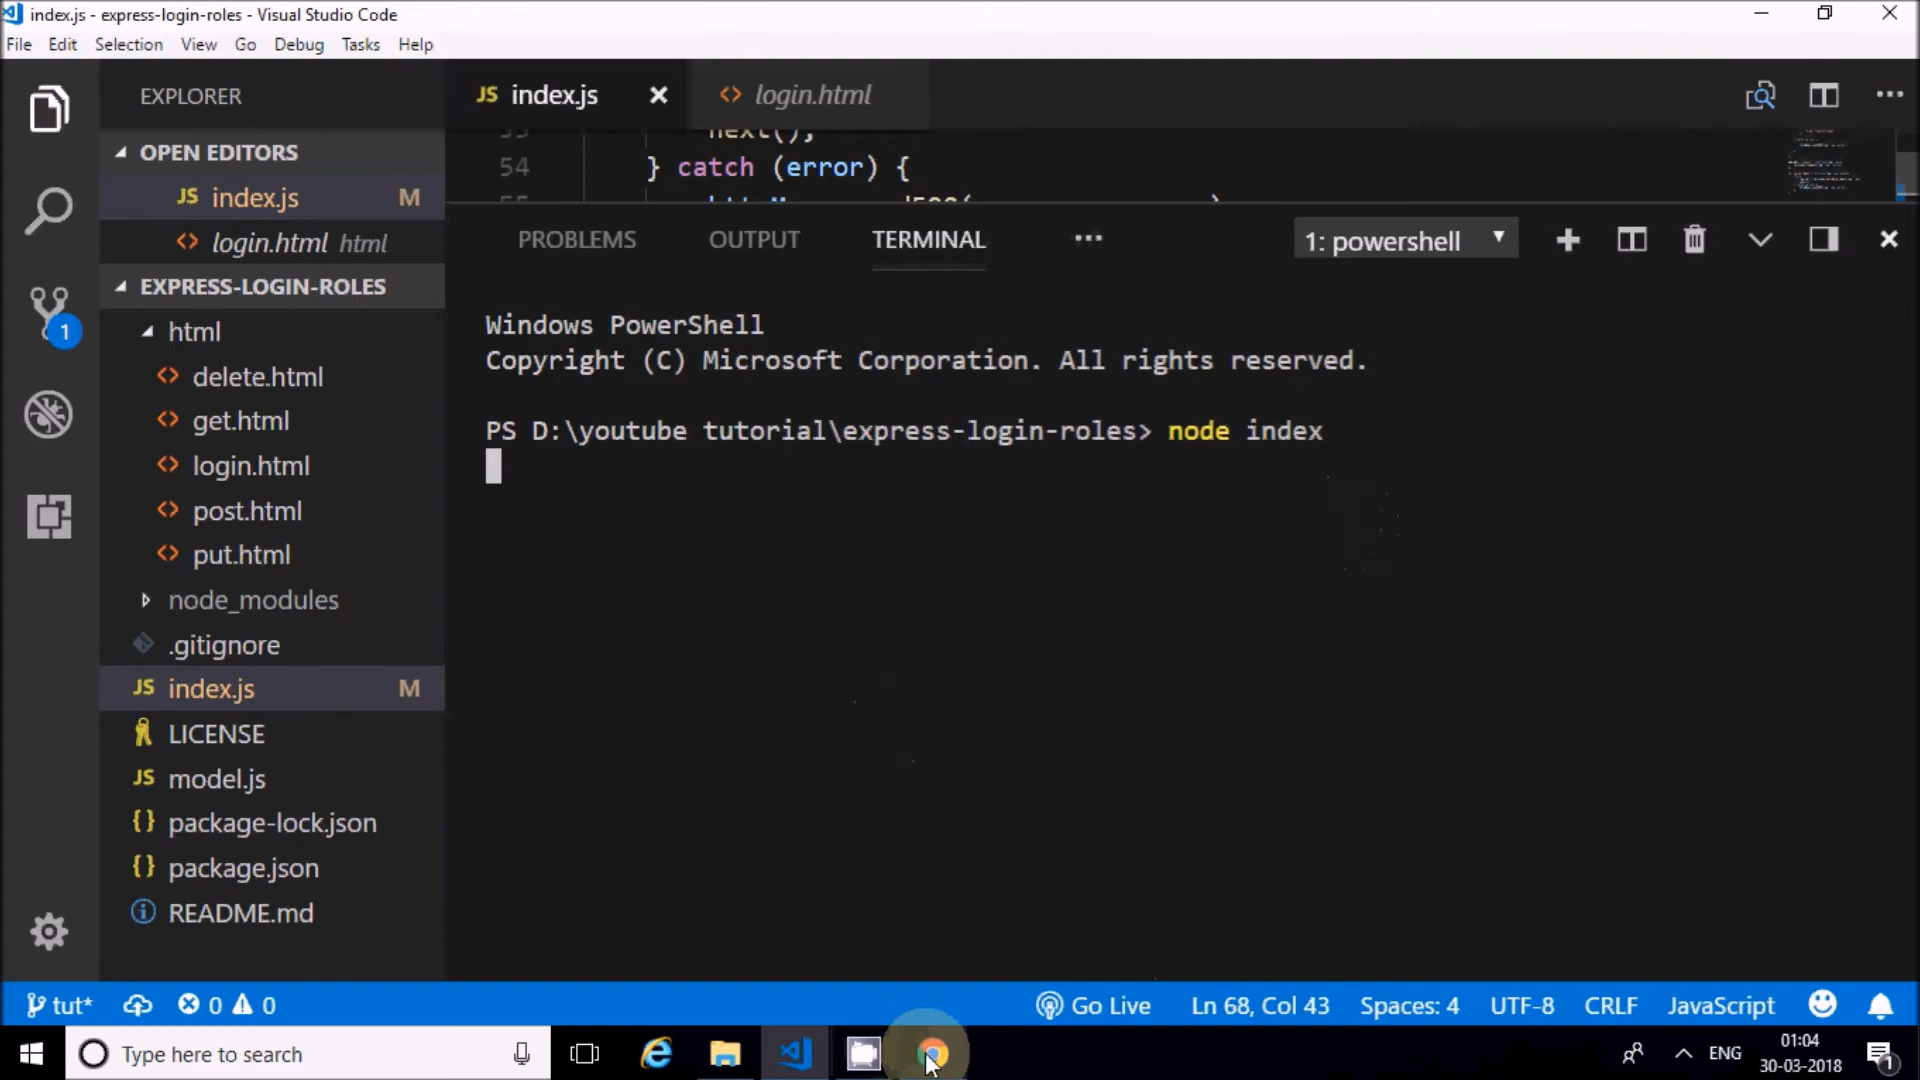 index.js - express-login-roles - Visual Studio Code
File Edit Selection View Go Debug Tasks Help
EXPLORER
OPEN EDITORS
JS index.js M
<> login.html html
EXPRESS-LOGIN-ROLES
html
<> delete.html
<> get.html
<> login.html
<> post.html
<> put.html
node_modules
.gitignore
JS index.js M
LICENSE
JS model.js
{} package-lock.json
{} package.json
README.md
1
JS index.js
<> login.html
53 next();
54 } catch (error) {
55
PROBLEMS OUTPUT TERMINAL ••• 1: powershell
Windows PowerShell
Copyright (C) Microsoft Corporation. All rights reserved.
PS D:\youtube tutorial\express-login-roles> node index
tut* 0 0 Go Live Ln 68, Col 43 Spaces: 4 UTF-8 CRLF JavaScript
Type here to search
ENG
01:04
30-03-2018
1